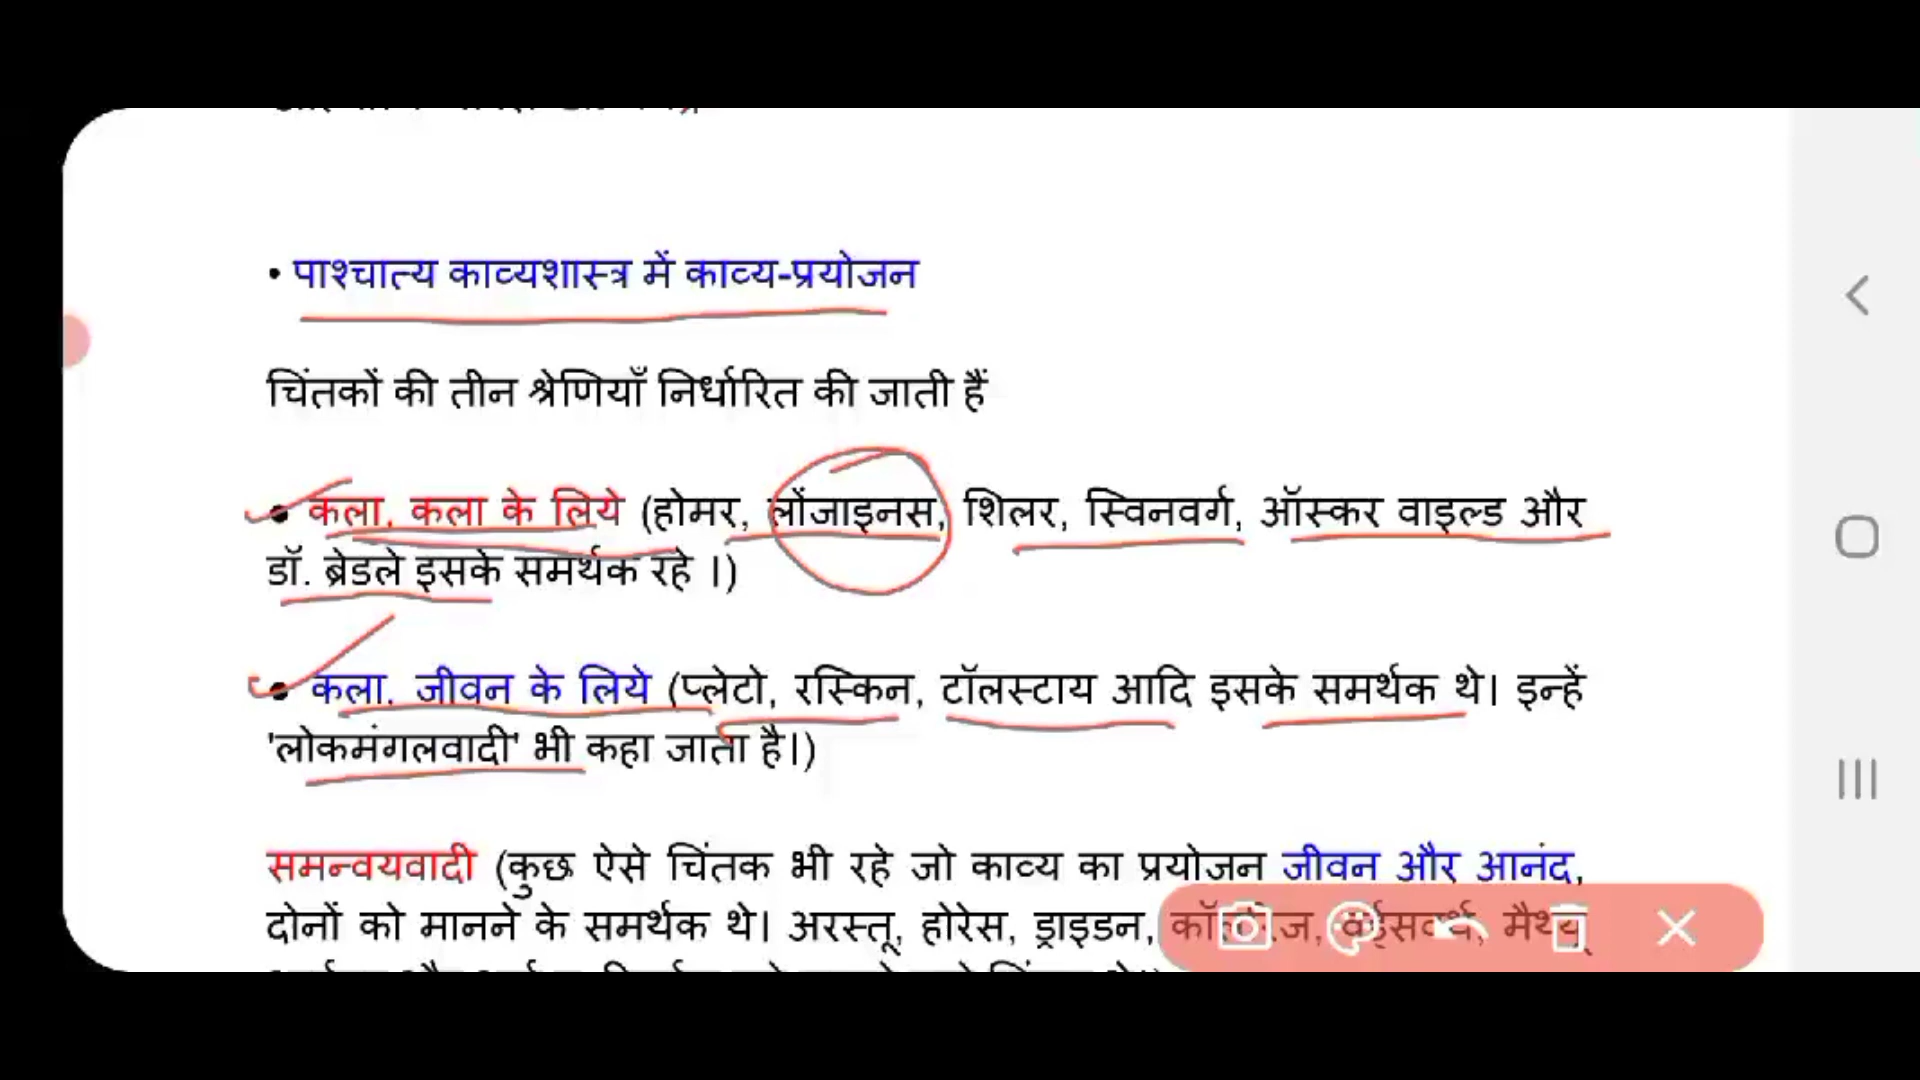 • पाश्चात्य काव्यशास्त्र में काव्य-प्रयोजन
चिंतकों की तीन श्रेणियाँ निर्धारित की जाती हैं
● कला, कला के लिये (होमर, लोंजाइनस, शिलर, स्विनवर्ग, ऑस्कर वाइल्ड और
डॉ. ब्रेडले इसके समर्थक रहे ।)
● कला, जीवन के लिये (प्लेटो, रस्किन, टॉलस्टाय आदि इसके समर्थक थे। इन्हें
'लोकमंगलवादी' भी कहा जाता है।)
समन्वयवादी (कुछ ऐसे चिंतक भी रहे जो काव्य का प्रयोजन जीवन और आनंद,
दोनों को मानने के समर्थक थे। अरस्तू, होरेस, ड्राइडन, मैथ्यू